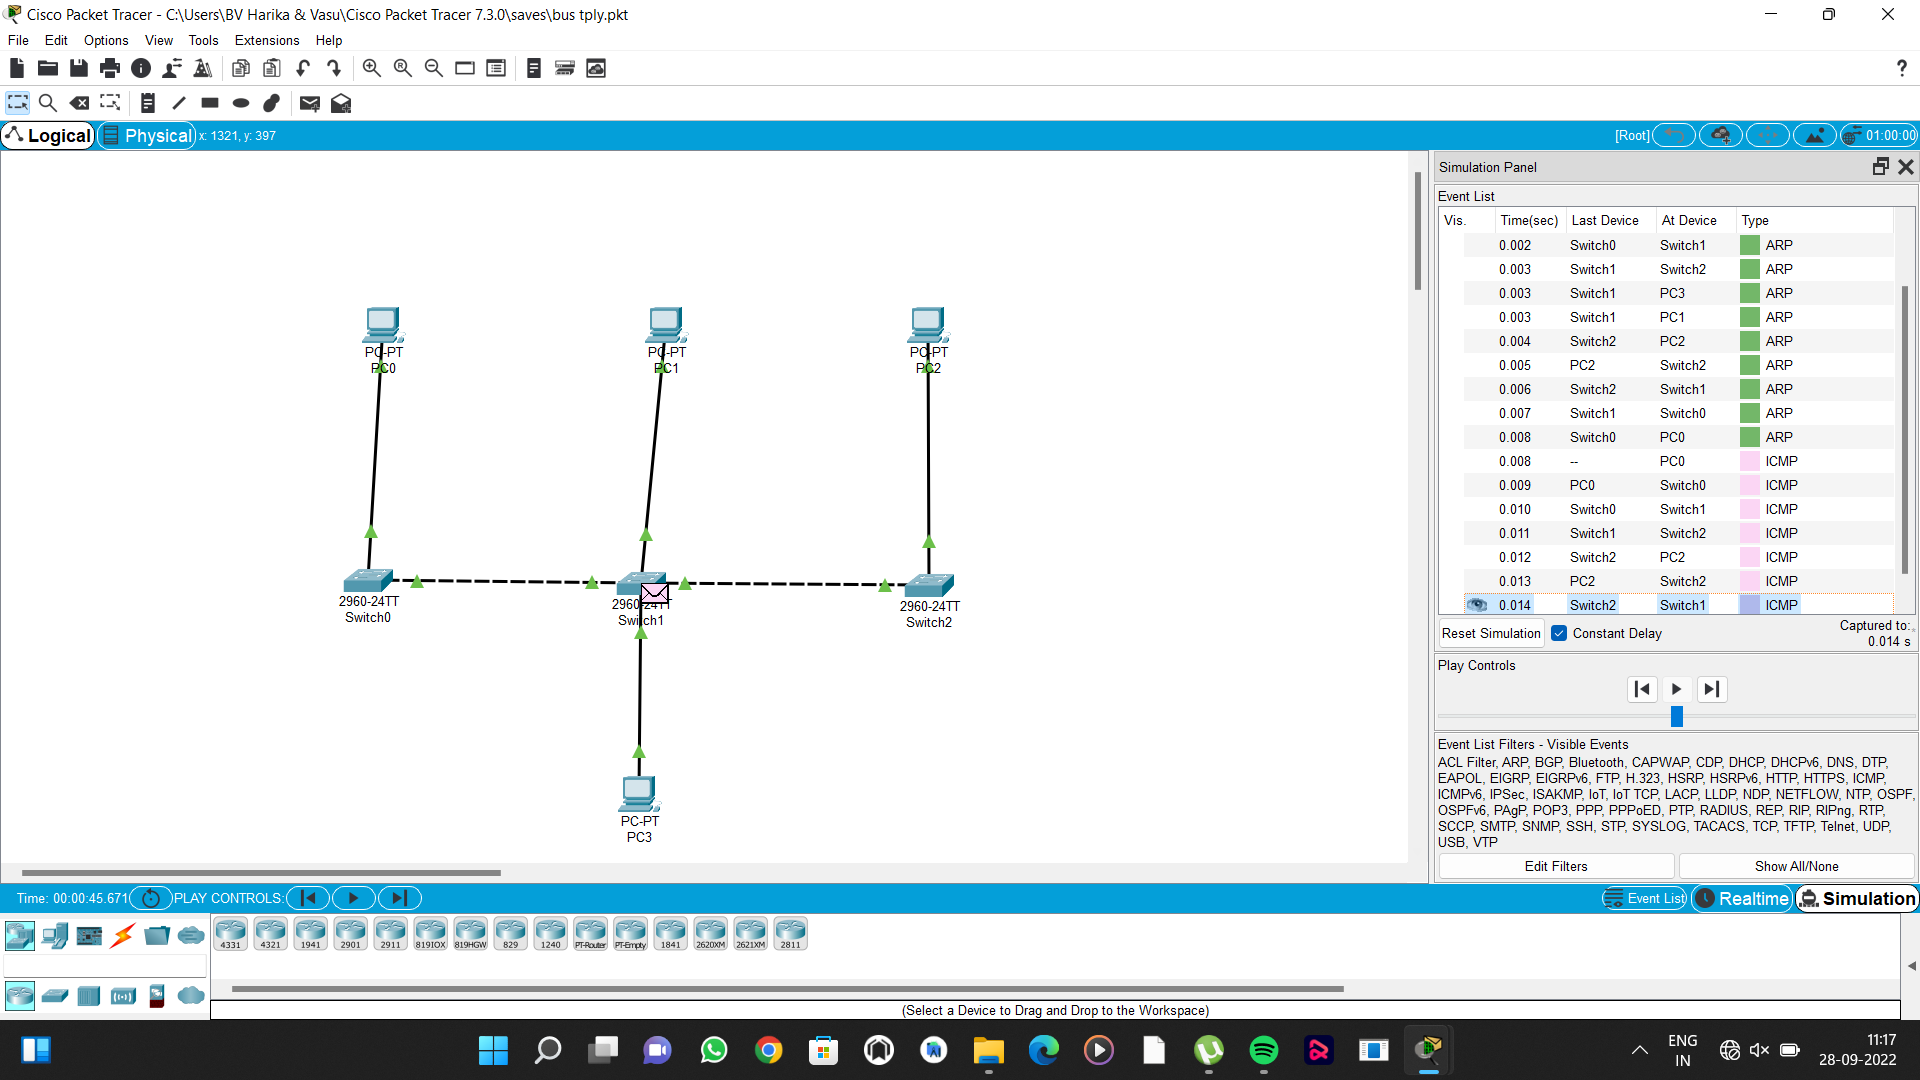 Cisco Packet Tracer - C:\Users\BV Harika & Vasu\Cisco Packet Tracer 7.3.0\saves\bus tply.pkt
File Edit Options View Tools Extensions Help
?
Logical Physical x: 1321, y: 397 [Root] 01:00:00
Simulation Panel
Event List
Vis. Time(sec) Last Device At Device Type
0.002 Switch0 Switch1 ARP
0.003 Switch1 Switch2 ARP
0.003 Switch1 PC3 ARP
0.003 Switch1 PC1 ARP
0.004 Switch2 PC2 ARP
0.005 PC2 Switch2 ARP
0.006 Switch2 Switch1 ARP
0.007 Switch1 Switch0 ARP
0.008 Switch0 PC0 ARP
0.008 -- PC0 ICMP
0.009 PC0 Switch0 ICMP
0.010 Switch0 Switch1 ICMP
0.011 Switch1 Switch2 ICMP
0.012 Switch2 PC2 ICMP
0.013 PC2 Switch2 ICMP
0.014 Switch2 Switch1 ICMP
Reset Simulation Constant Delay Captured to:
0.014 s
Play Controls
Event List Filters - Visible Events
ACL Filter, ARP, BGP, Bluetooth, CAPWAP, CDP, DHCP, DHCPv6, DNS, DTP,
EAPOL, EIGRP, EIGRPv6, FTP, H.323, HSRP, HSRPv6, HTTP, HTTPS, ICMP,
ICMPv6, IPSec, ISAKMP, IoT, IoT TCP, LACP, LLDP, NDP, NETFLOW, NTP, OSPF,
OSPFv6, PAgP, POP3, PPP, PPPoED, PTP, RADIUS, REP, RIP, RIPng, RTP,
SCCP, SMTP, SNMP, SSH, STP, SYSLOG, TACACS, TCP, TFTP, Telnet, UDP,
USB, VTP
Edit Filters Show All/None
PC-PT
PC0
PC-PT
PC1
PC-PT
PC2
2960-24TT
Switch0
2960-24TT
Switch1
2960-24TT
Switch2
PC-PT
PC3
Time: 00:00:45.671 PLAY CONTROLS: Event List Realtime Simulation
4331 4321 1941 2901 2911 819IOX 819HGW 829 1240 PT-Router PT-Empty 1841 2620XM 2621XM 2811
(Select a Device to Drag and Drop to the Workspace)
ENG
IN
11:17
28-09-2022